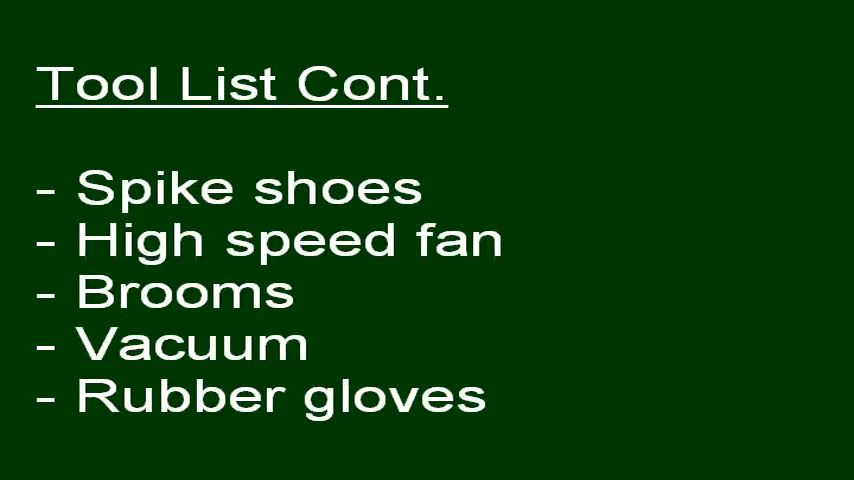 Tool List Cont.
- Spike shoes
- High speed fan
- Brooms
- Vacuum
- Rubber gloves